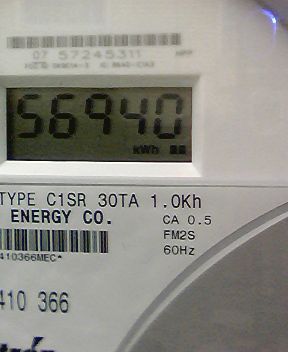 07 57245311
56940
kWh
TYPE C1SR 30TA 1.0Kh
ENERGY CO.
CA 0.5
FM2S
60Hz
410366MEC*
410 366